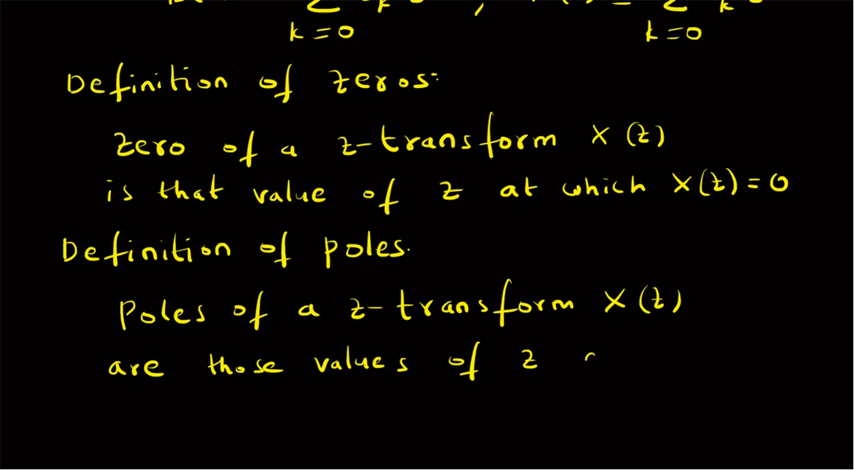 k=0 k=0
Definition of zeros:
Zero of a z-transform X(z)
is that value of z at which X(z)=0
Definition of poles.
Poles of a z-transform X(z)
are those values of z